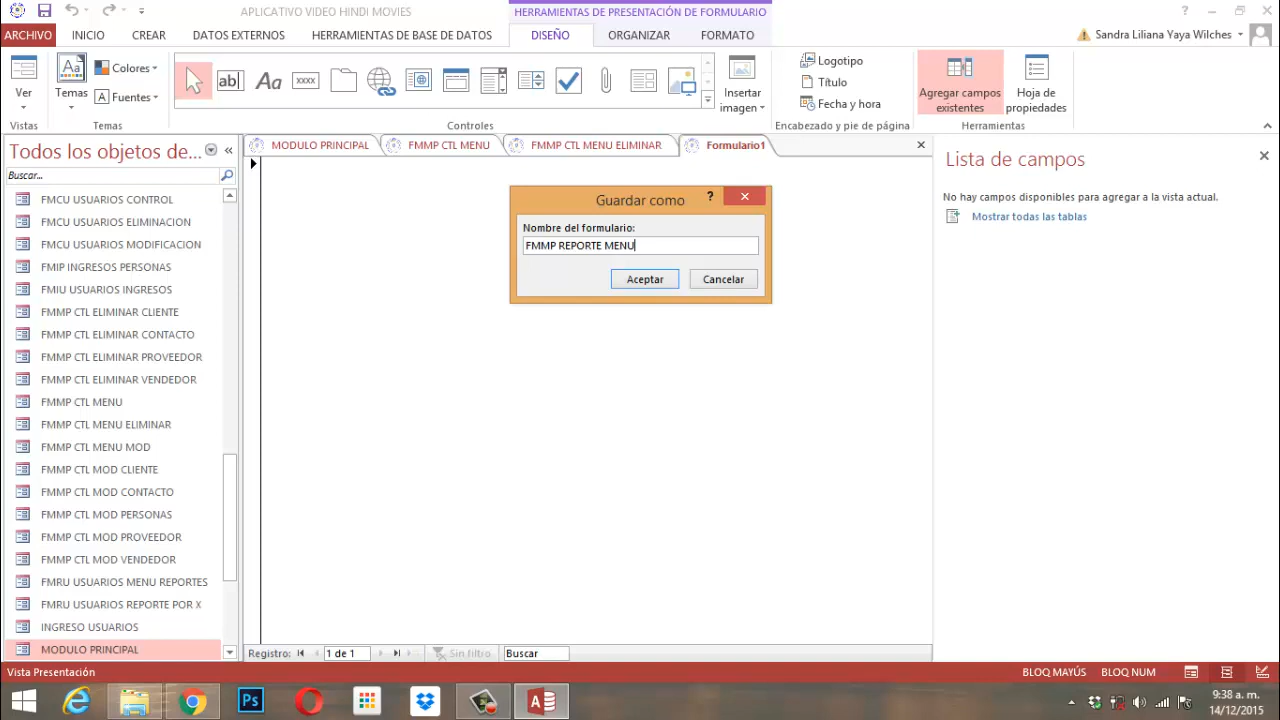 APLICATIVO VIDEO HINDI MOVIES
HERRAMIENTAS DE PRESENTACIÓN DE FORMULARIO
?
ARCHIVO
INICIO
CREAR
DATOS EXTERNOS
HERRAMIENTAS DE BASE DE DATOS
DISEÑO
ORGANIZAR
FORMATO
Sandra Liliana Yaya Wilches
Ver
Aa
Temas
Colores
A Fuentes
Vistas
Temas
ab
Aa
xxxx
Insertar
imagen
Controles
Logotipo
Título
Fecha y hora
Encabezado y pie de página
Agregar campos
existentes
Hoja de
propiedades
Herramientas
Todos los objetos de...
Buscar...
FMCU USUARIOS CONTROL
FMCU USUARIOS ELIMINACION
FMCU USUARIOS MODIFICACION
FMIP INGRESOS PERSONAS
FMIU USUARIOS INGRESOS
FMMP CTL ELIMINAR CLIENTE
FMMP CTL ELIMINAR CONTACTO
FMMP CTL ELIMINAR PROVEEDOR
FMMP CTL ELIMINAR VENDEDOR
FMMP CTL MENU
FMMP CTL MENU ELIMINAR
FMMP CTL MENU MOD
FMMP CTL MOD CLIENTE
FMMP CTL MOD CONTACTO
FMMP CTL MOD PERSONAS
FMMP CTL MOD PROVEEDOR
FMMP CTL MOD VENDEDOR
FMRU USUARIOS MENU REPORTES
FMRU USUARIOS REPORTE POR X
INGRESO USUARIOS
MODULO PRINCIPAL
MODULO PRINCIPAL
FMMP CTL MENU
FMMP CTL MENU ELIMINAR
Formulario1
Guardar como
?
Nombre del formulario:
FMMP REPORTE MENU
Aceptar
Cancelar
Lista de campos
No hay campos disponibles para agregar a la vista actual.
Mostrar todas las tablas
Registro:
1 de 1
Sin filtro
Buscar
Vista Presentación
BLOQ MAYÚS
BLOQ NUM
Ps
9:38 a. m.
14/12/2015